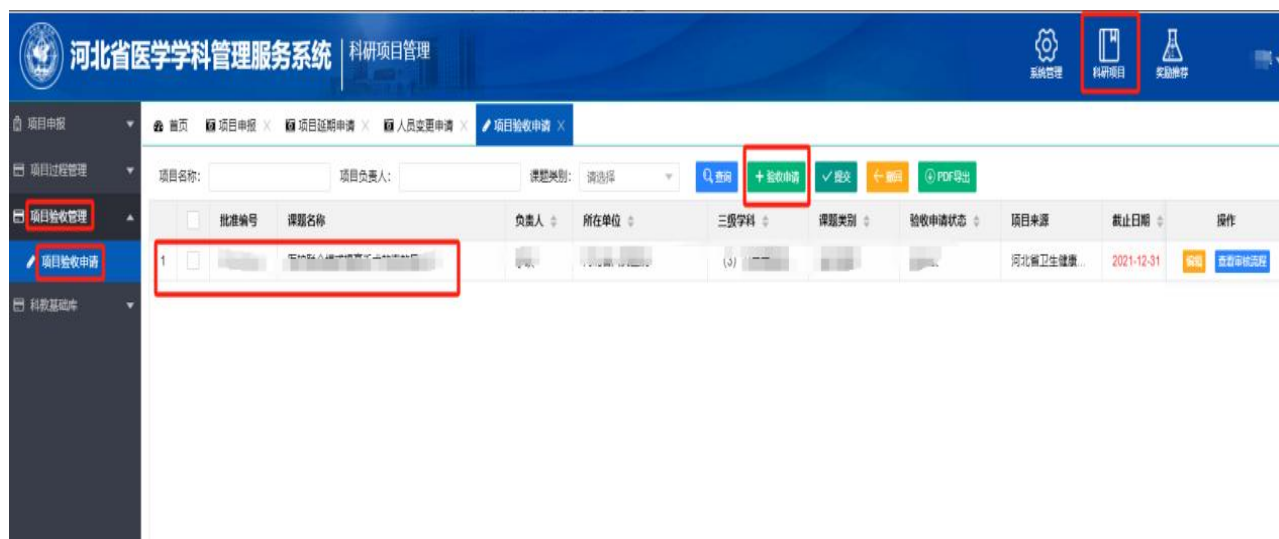 河北省医学学科管理服务系统 科研项目管理
系统管理 科研项目 奖励推荐
项目申报
首页 项目申报 项目延期申请 人员变更申请 项目验收申请
项目过程管理
项目名称: 项目负责人: 课题类别: 请选择 查询 + 验收申请 提交 撤回 PDF导出
项目验收管理
批准编号 课题名称 负责人 所在单位 三级学科 课题类别 验收申请状态 项目来源 截止日期 操作
项目验收申请
1 (3) 河北省卫生健康... 2021-12-31 编辑 查看审核流程
科教基础库